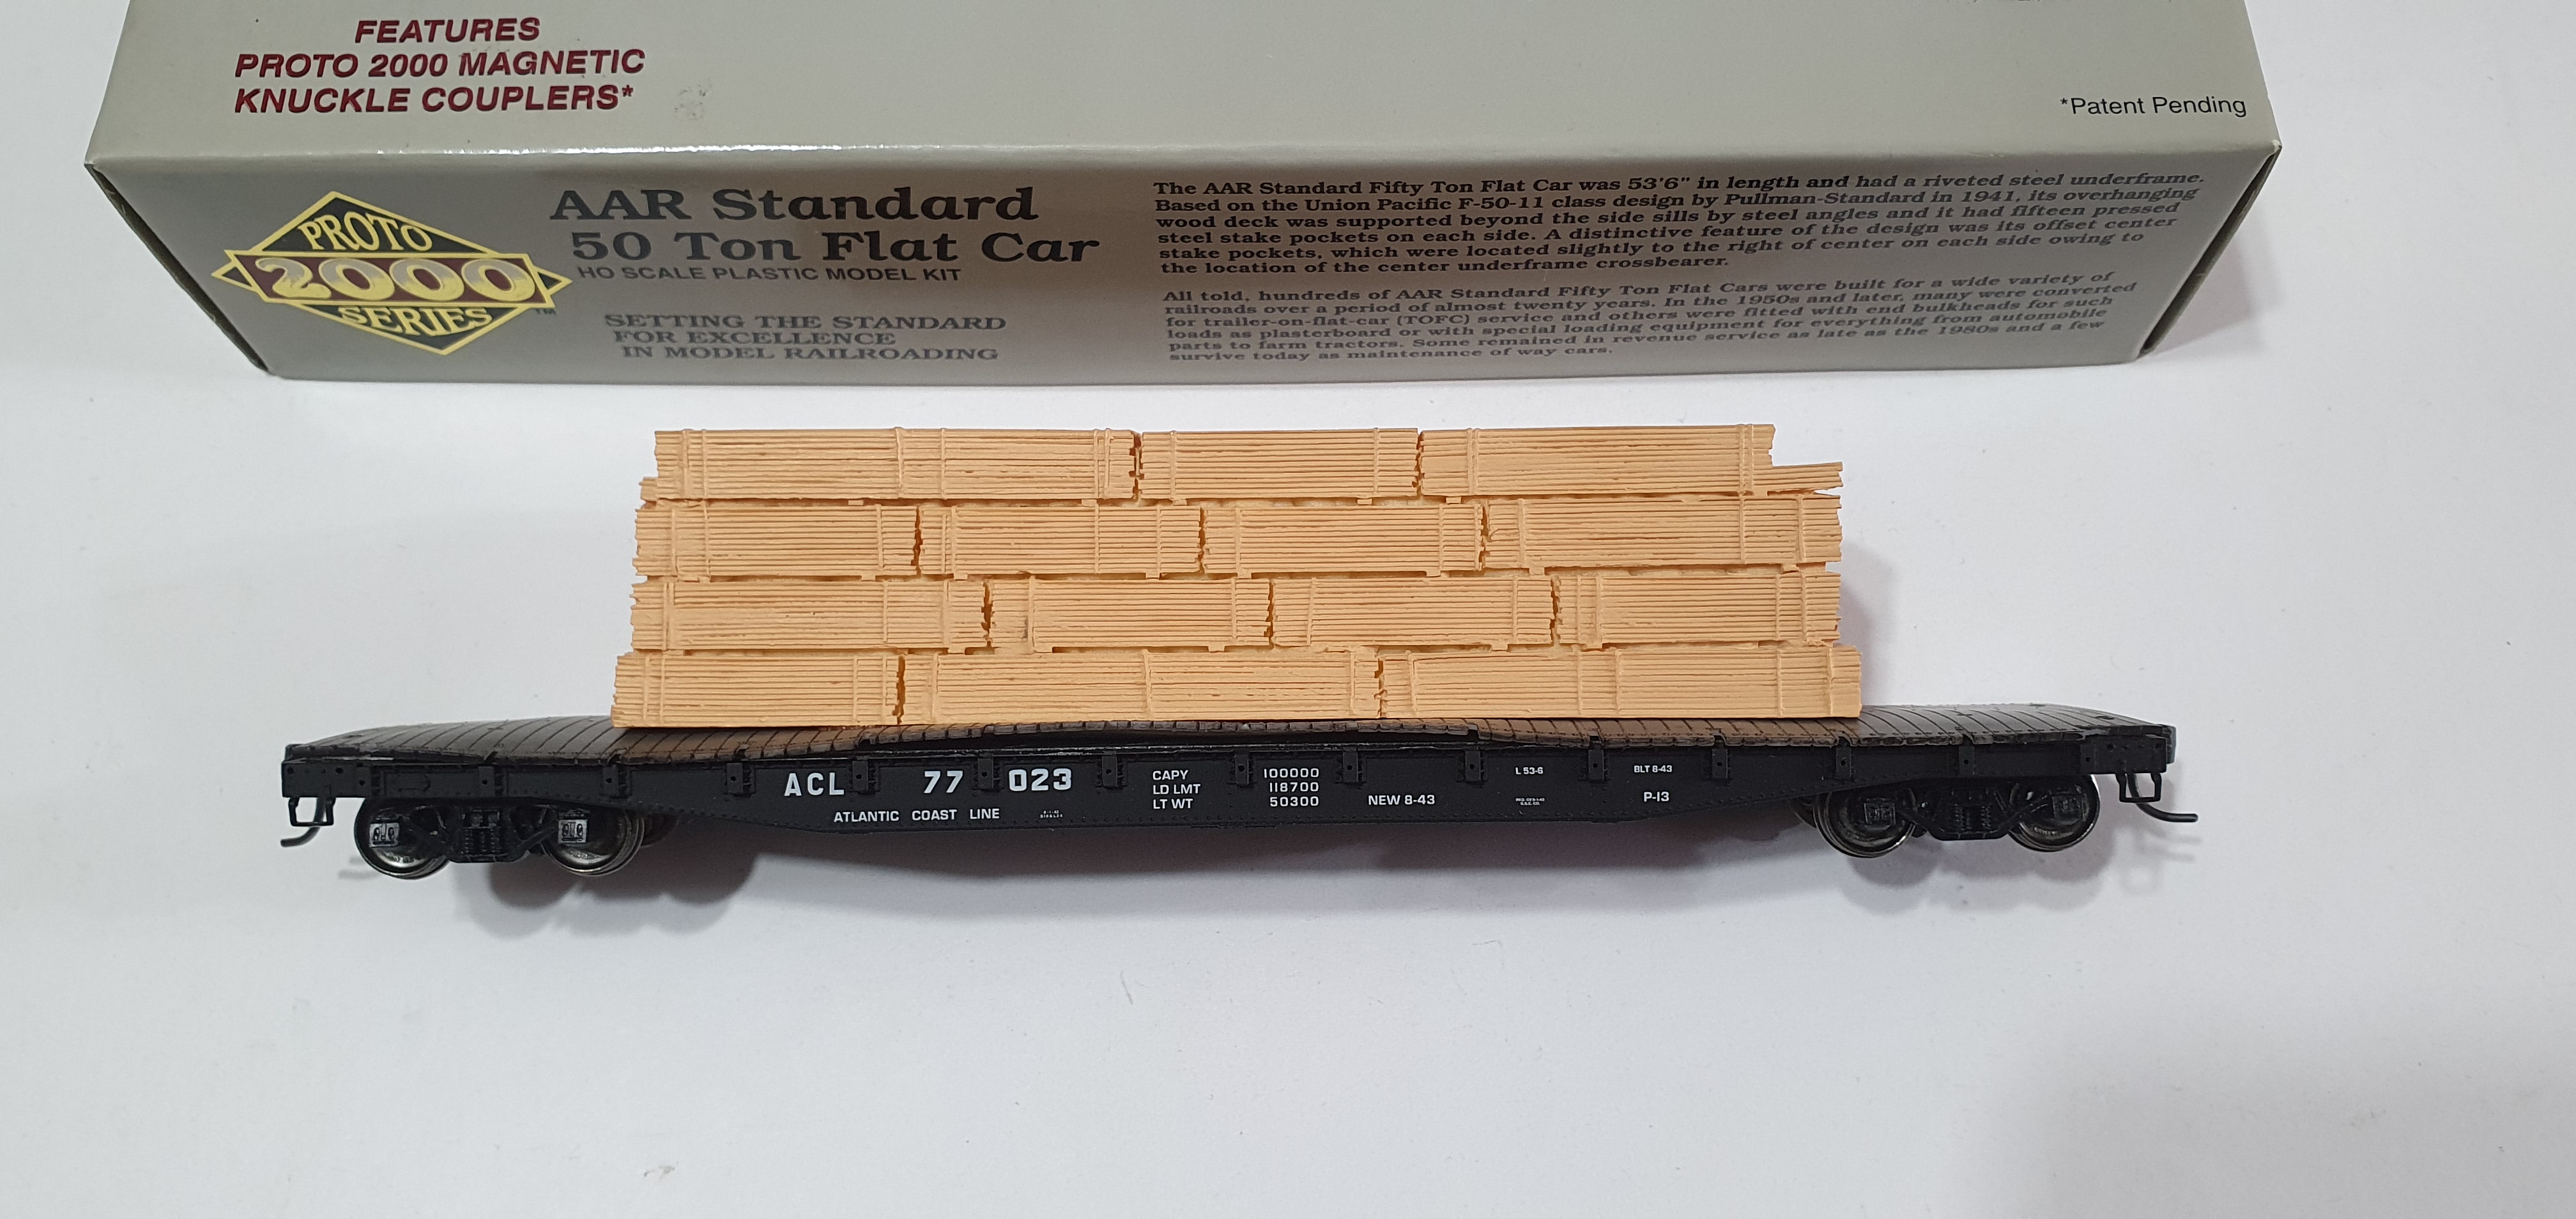 FEATURES
PROTO 2000 MAGNETIC
KNUCKLE COUPLERS*
*Patent Pending
PROTO
2000
SERIES
TM
AAR Standard
50 Ton Flat Car
HO SCALE PLASTIC MODEL KIT
SETTING THE STANDARD
FOR EXCELLENCE
IN MODEL RAILROADING
The AAR Standard Fifty Ton Flat Car was 53'6" in length and had a riveted steel underframe.
Based on the Union Pacific F-50-11 class design by Pullman-Standard in 1941, its overhanging
wood deck was supported beyond the side sills by steel angles and it had fifteen pressed
steel stake pockets on each side. A distinctive feature of the design was its offset center
stake pockets, which were located slightly to the right of center on each side owing to
the location of the center underframe crossbearer.
All told, hundreds of AAR Standard Fifty Ton Flat Cars were built for a wide variety of
railroads over a period of almost twenty years. In the 1950s and later, many were converted
for trailer-on-flat-car (TOFC) service and others were fitted with end bulkheads for such
loads as plasterboard or with special loading equipment for everything from automobile
parts to farm tractors. Some remained in revenue service as late as the 1980s and a few
survive today as maintenance of way cars.
ACL 77 023
ATLANTIC COAST LINE
CAPY 100000
LD LMT 118700
LT WT 50300
NEW 8-43
L 53-6
BLT 8-43
P-13